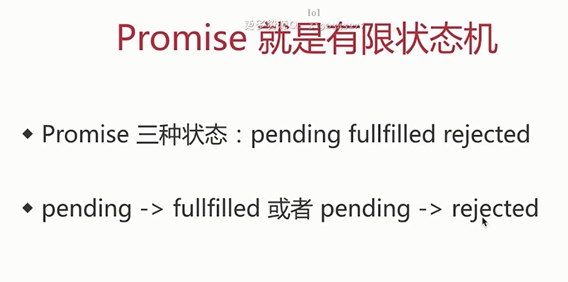 lol
Promise 就是有限状态机
◆ Promise 三种状态：pending fullfilled rejected
◆ pending -> fullfilled 或者 pending -> rejected